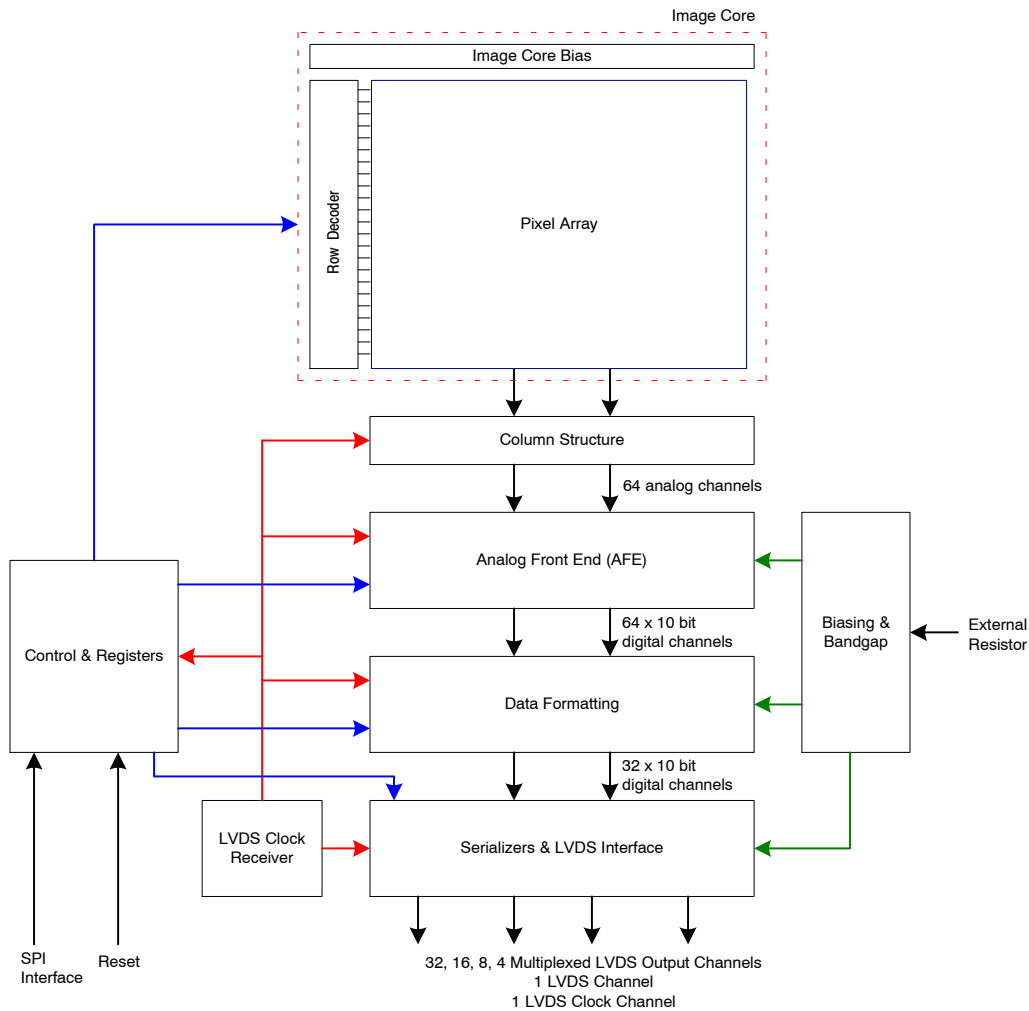 Image Core
Image Core Bias
Row Decoder
Pixel Array
Column Structure
64 analog channels
Analog Front End (AFE)
64 x 10 bit
digital channels
Biasing &
Bandgap
External
Resistor
Control & Registers
Data Formatting
32 x 10 bit
digital channels
LVDS Clock
Receiver
Serializers & LVDS Interface
SPI
Interface
Reset
32, 16, 8, 4 Multiplexed LVDS Output Channels
1 LVDS Channel
1 LVDS Clock Channel